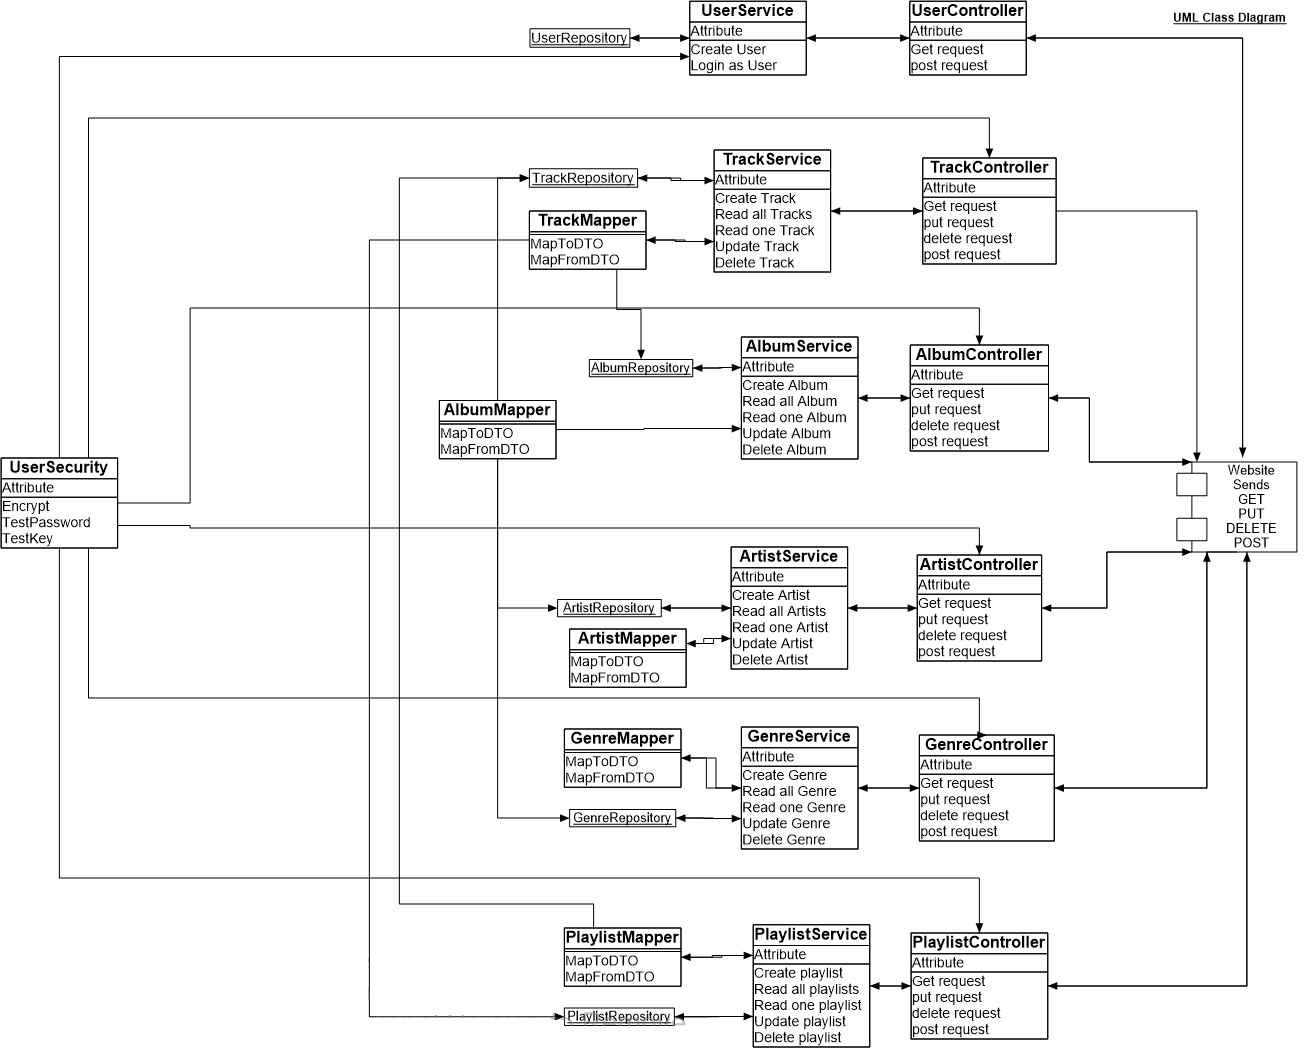 UML Class Diagram
UserRepository
UserService
Attribute
Create User
Login as User
UserController
Attribute
Get request
post request
TrackRepository
TrackMapper
MapToDTO
MapFromDTO
TrackService
Attribute
Create Track
Read all Tracks
Read one Track
Update Track
Delete Track
TrackController
Attribute
Get request
put request
delete request
post request
AlbumRepository
AlbumMapper
MapToDTO
MapFromDTO
AlbumService
Attribute
Create Album
Read all Album
Read one Album
Update Album
Delete Album
AlbumController
Attribute
Get request
put request
delete request
post request
UserSecurity
Attribute
Encrypt
TestPassword
TestKey
Website
Sends
GET
PUT
DELETE
POST
ArtistRepository
ArtistMapper
MapToDTO
MapFromDTO
ArtistService
Attribute
Create Artist
Read all Artists
Read one Artist
Update Artist
Delete Artist
ArtistController
Attribute
Get request
put request
delete request
post request
GenreMapper
MapToDTO
MapFromDTO
GenreRepository
GenreService
Attribute
Create Genre
Read all Genre
Read one Genre
Update Genre
Delete Genre
GenreController
Attribute
Get request
put request
delete request
post request
PlaylistMapper
MapToDTO
MapFromDTO
PlaylistRepository
PlaylistService
Attribute
Create playlist
Read all playlists
Read one playlist
Update playlist
Delete playlist
PlaylistController
Attribute
Get request
put request
delete request
post request